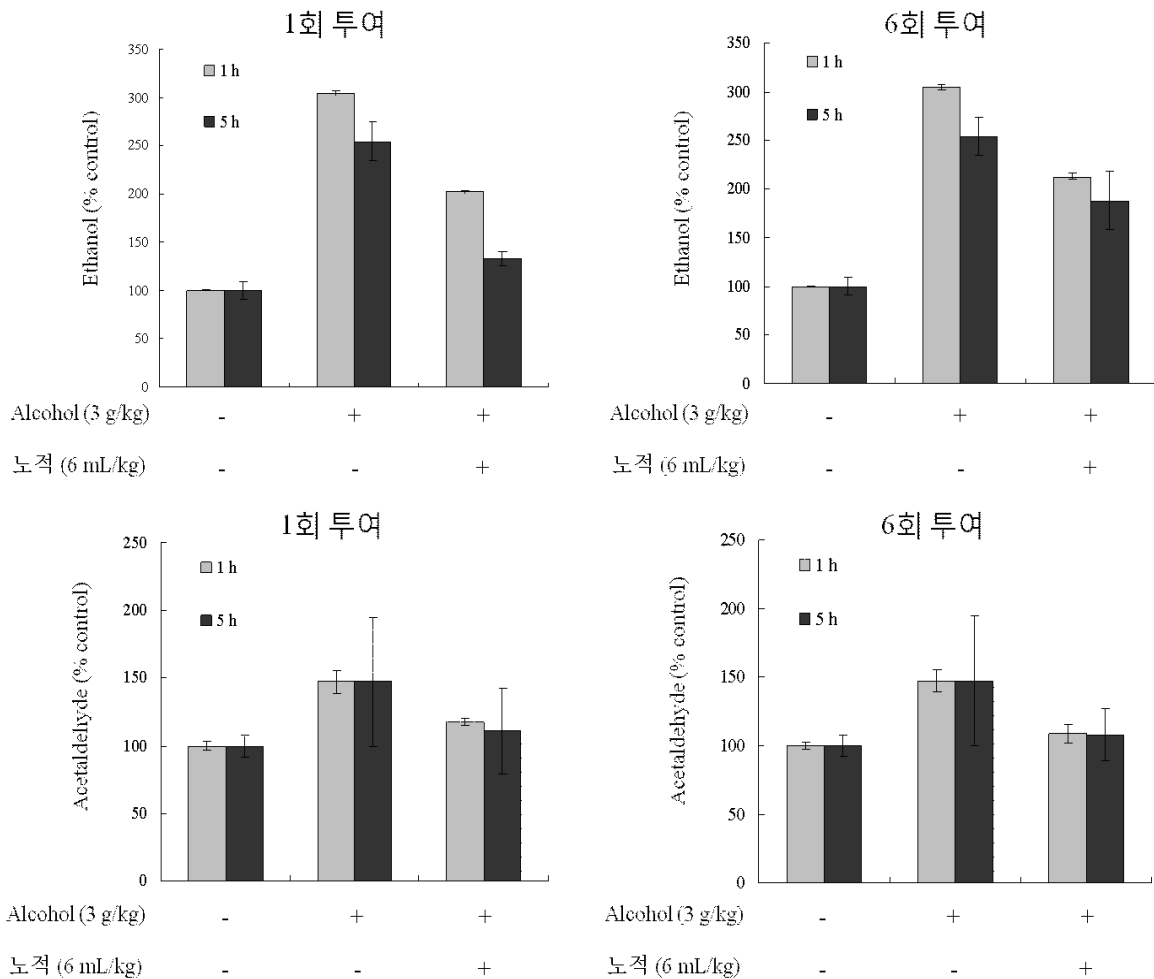 1회 투여
350
300
250
200
150
100
50
0
Ethanol (% control)
1 h
5 h
Alcohol (3 g/kg) - + +
노적 (6 mL/kg) - - +
6회 투여
350
300
250
200
150
100
50
0
Ethanol (% control)
1 h
5 h
Alcohol (3 g/kg) - + +
노적 (6 mL/kg) - - +
1회 투여
250
200
150
100
50
0
Acetaldehyde (% control)
1 h
5 h
Alcohol (3 g/kg) - + +
노적 (6 mL/kg) - - +
6회 투여
250
200
150
100
50
0
Acetaldehyde (% control)
1 h
5 h
Alcohol (3 g/kg) - + +
노적 (6 mL/kg) - - +